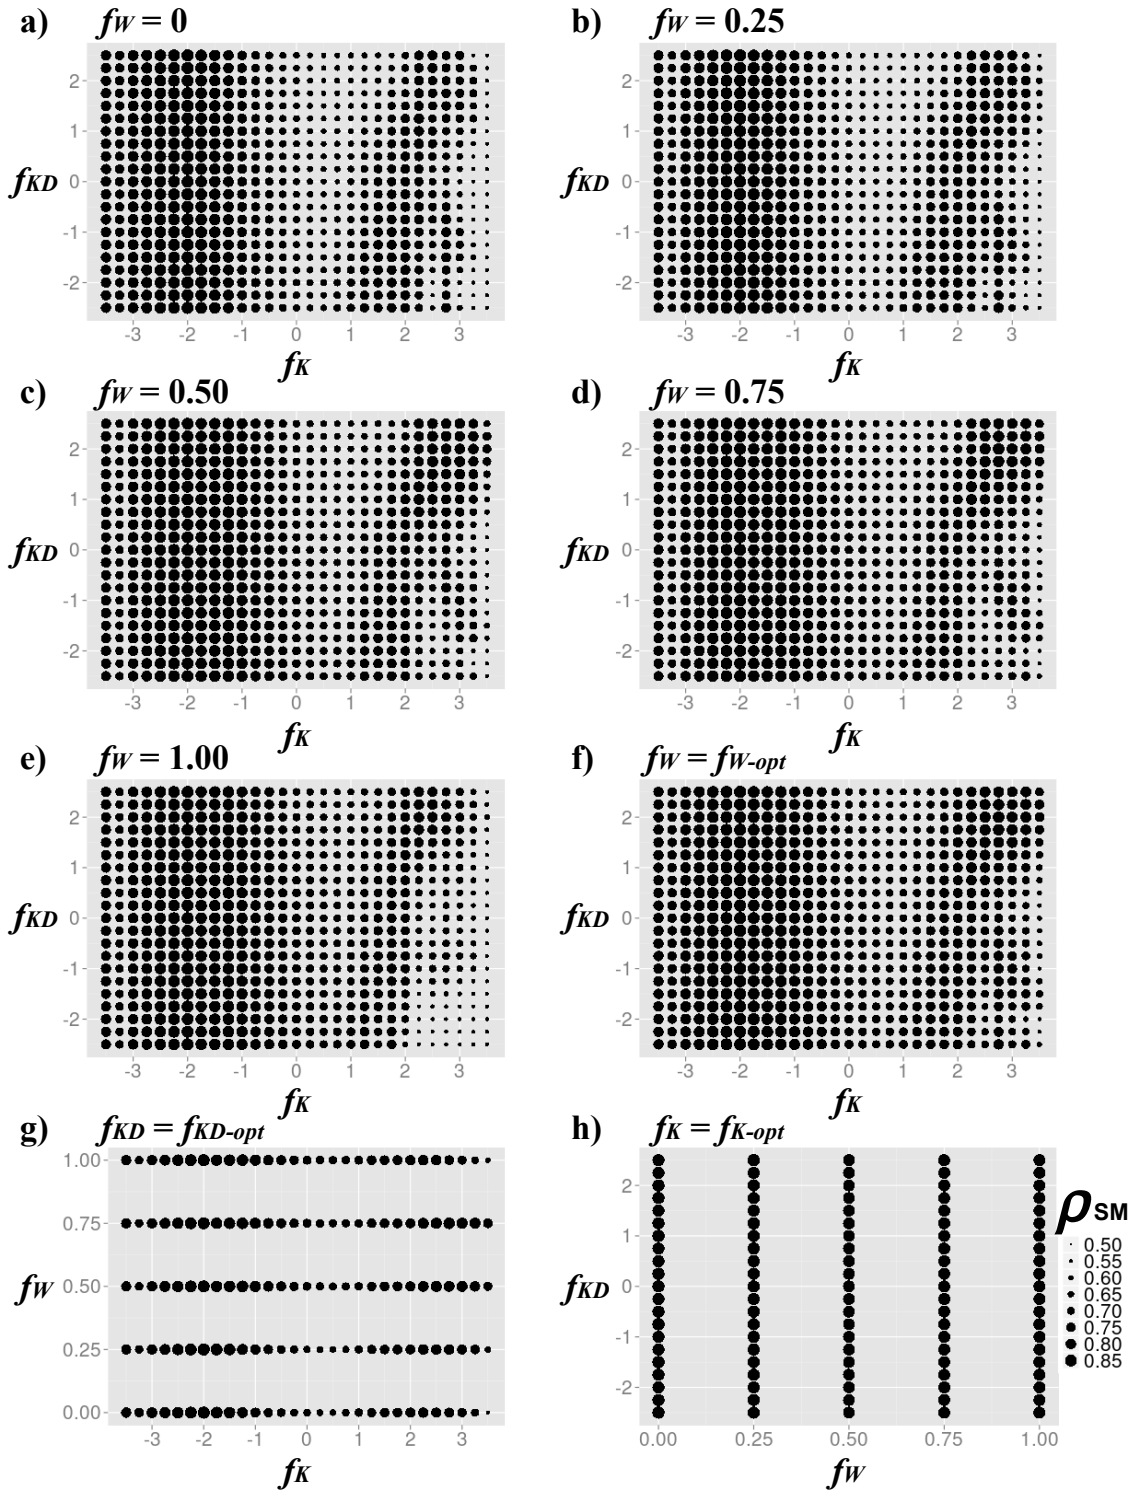 a) fW = 0
b) fW = 0.25
2
1
0
-1
-2
fKD
-3 -2 -1 0 1 2 3
fK
2
1
0
-1
-2
fKD
-3 -2 -1 0 1 2 3
fK
c) fW = 0.50
d) fW = 0.75
2
1
0
-1
-2
fKD
-3 -2 -1 0 1 2 3
fK
2
1
0
-1
-2
fKD
-3 -2 -1 0 1 2 3
fK
e) fW = 1.00
f) fW = fW-opt
2
1
0
-1
-2
fKD
-3 -2 -1 0 1 2 3
fK
2
1
0
-1
-2
fKD
-3 -2 -1 0 1 2 3
fK
g) fKD = fKD-opt
h) fK = fK-opt
1.00
0.75
0.50
0.25
0.00
fW
-3 -2 -1 0 1 2 3
fK
2
1
0
-1
-2
fKD
0.00 0.25 0.50 0.75 1.00
fW
ρSM
0.50
0.55
0.60
0.65
0.70
0.75
0.80
0.85